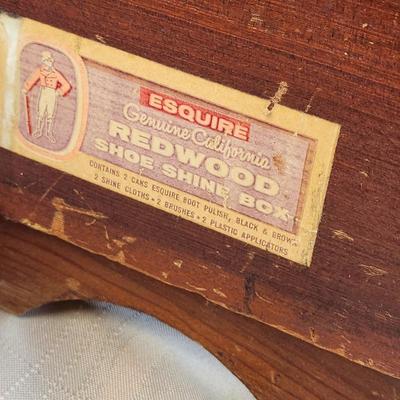 ESQUIRE
Genuine California
REDWOOD
SHOE SHINE BOX
CONTAINS 2 CANS ESQUIRE BOOT POLISH, BLACK & BROWN
2 SHINE CLOTHS • 2 BRUSHES • 2 PLASTIC APPLICATORS